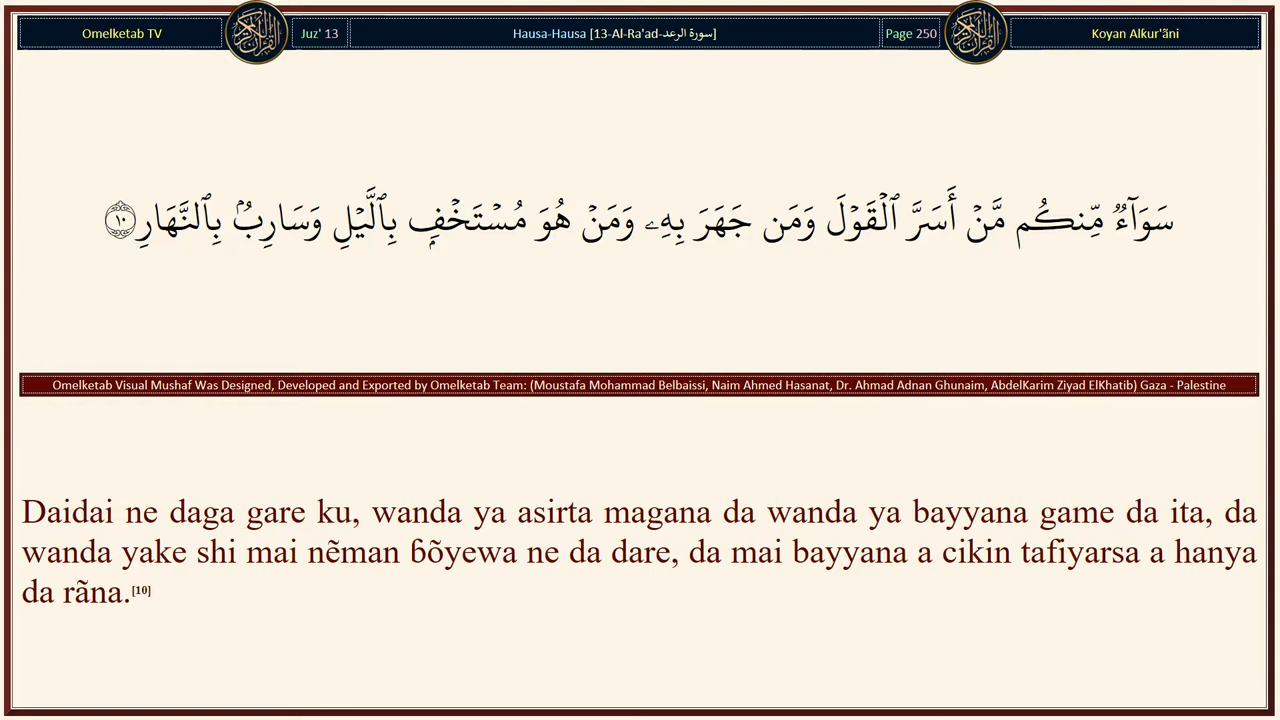 Omelketab TV
Juz' 13
Hausa-Hausa [13-Al-Ra'ad-سورة الرعد]
Page 250
Koyan Alƙur'ãni
سَوَآءٌ مِّنكُم مَّنْ أَسَرَّ ٱلْقَوْلَ وَمَن جَهَرَ بِهِۦ وَمَنْ هُوَ مُسْتَخْفٍۭ بِٱلَّيْلِ وَسَارِبٌۢ بِٱلنَّهَارِ ١٠
Omelketab Visual Mushaf Was Designed, Developed and Exported by Omelketab Team: (Moustafa Mohammad Belbaissi, Naim Ahmed Hasanat, Dr. Ahmad Adnan Ghunaim, AbdelKarim Ziyad ElKhatib) Gaza - Palestine
Daidai ne daga gare ku, wanda ya asirta magana da wanda ya bayyana game da ita, da
wanda yake shi mai nẽman ɓõyewa ne da dare, da mai bayyana a cikin tafiyarsa a hanya
da rãna.[10]